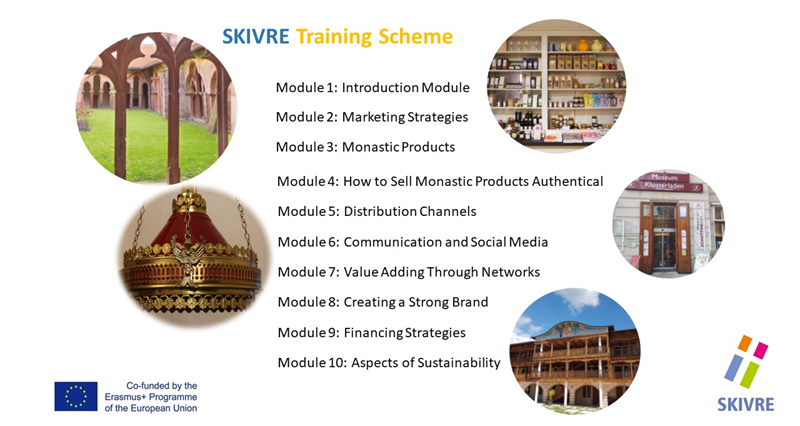 SKIVRE Training Scheme
Module 1: Introduction Module
Module 2: Marketing Strategies
Module 3: Monastic Products
Module 4: How to Sell Monastic Products Authentical
Module 5: Distribution Channels
Module 6: Communication and Social Media
Module 7: Value Adding Through Networks
Module 8: Creating a Strong Brand
Module 9: Financing Strategies
Module 10: Aspects of Sustainability
Museum
Klosterladen
Co-funded by the
Erasmus+ Programme
of the European Union
SKIVRE